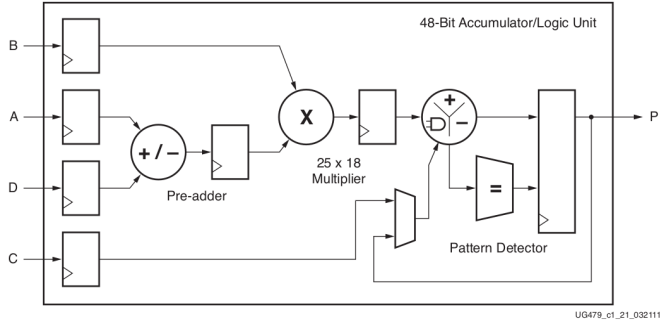 48-Bit Accumulator/Logic Unit
B
A
X
+
–
P
+ / –
25 x 18
Multiplier
D
Pre-adder
=
Pattern Detector
C
UG479_c1_21_032111